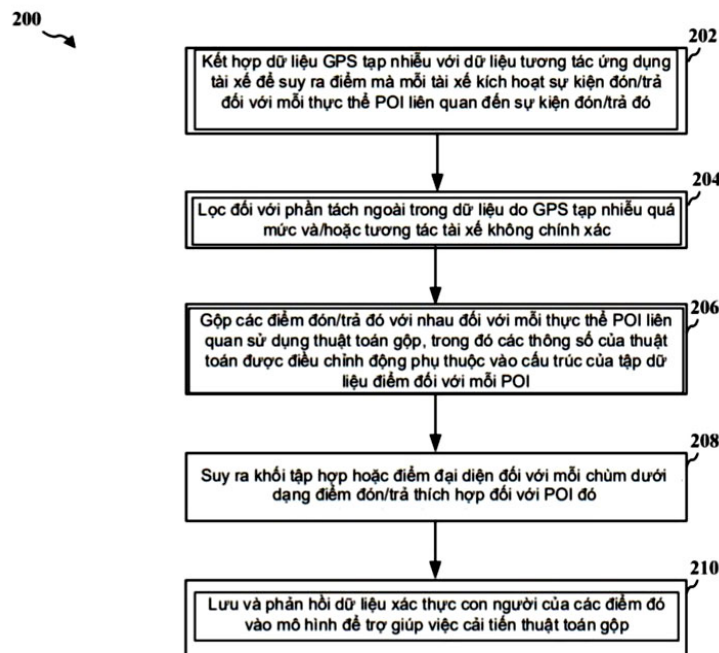 200
202
Kết hợp dữ liệu GPS tạp nhiễu với dữ liệu tương tác ứng dụng
tài xế để suy ra điểm mà mỗi tài xế kích hoạt sự kiện đón/trả
đối với mỗi thực thể POI liên quan đến sự kiện đón/trả đó
204
Lọc đối với phần tách ngoài trong dữ liệu do GPS tạp nhiễu quá
mức và/hoặc tương tác tài xế không chính xác
206
Gộp các điểm đón/trả đó với nhau đối với mỗi thực thể POI liên
quan sử dụng thuật toán gộp, trong đó các thông số của thuật
toán được điều chỉnh động phụ thuộc vào cấu trúc của tập dữ
liệu điểm đối với mỗi POI
208
Suy ra khối tập hợp hoặc điểm đại diện đối với mỗi chùm dưới
dạng điểm đón/trả thích hợp đối với POI đó
210
Lưu và phản hồi dữ liệu xác thực con người của các điểm đó
vào mô hình để trợ giúp việc cải tiến thuật toán gộp